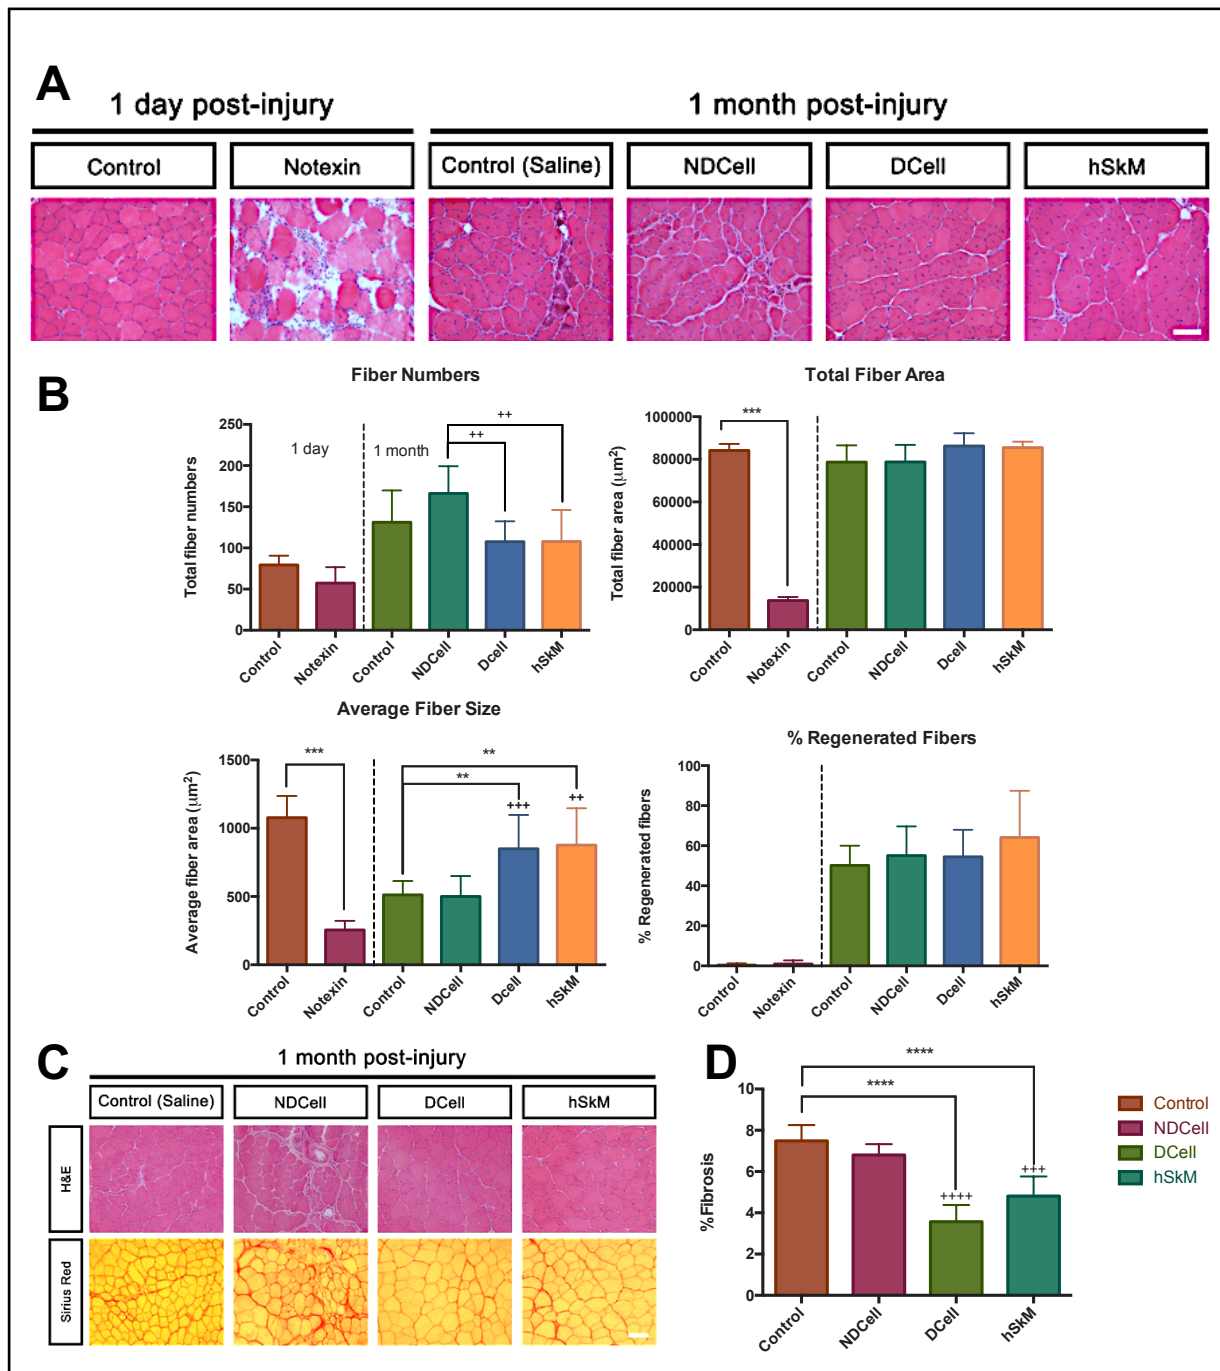 A
1 day post-injury
1 month post-injury
Control
Notexin
Control (Saline)
NDCell
DCell
hSkM
B
Fiber Numbers
Total fiber numbers
250
200
150
100
50
0
1 day
1 month
++
++
Control
Notexin
Control
NDCell
Dcell
hSkM
Total Fiber Area
Total fiber area (μm²)
100000
80000
60000
40000
20000
0
***
Control
Notexin
Control
NDCell
Dcell
hSkM
Average Fiber Size
Average fiber area (μm²)
1500
1000
500
0
***
**
**
+++
++
Control
Notexin
Control
NDCell
Dcell
hSkM
% Regenerated Fibers
% Regenerated fibers
100
80
60
40
20
0
Control
Notexin
Control
NDCell
Dcell
hSkM
C
1 month post-injury
Control (Saline)
NDCell
DCell
hSkM
H&E
Sirius Red
D
%Fibrosis
10
8
6
4
2
0
****
****
++++
+++
Control
NDCell
DCell
hSkM
Control
NDCell
DCell
hSkM